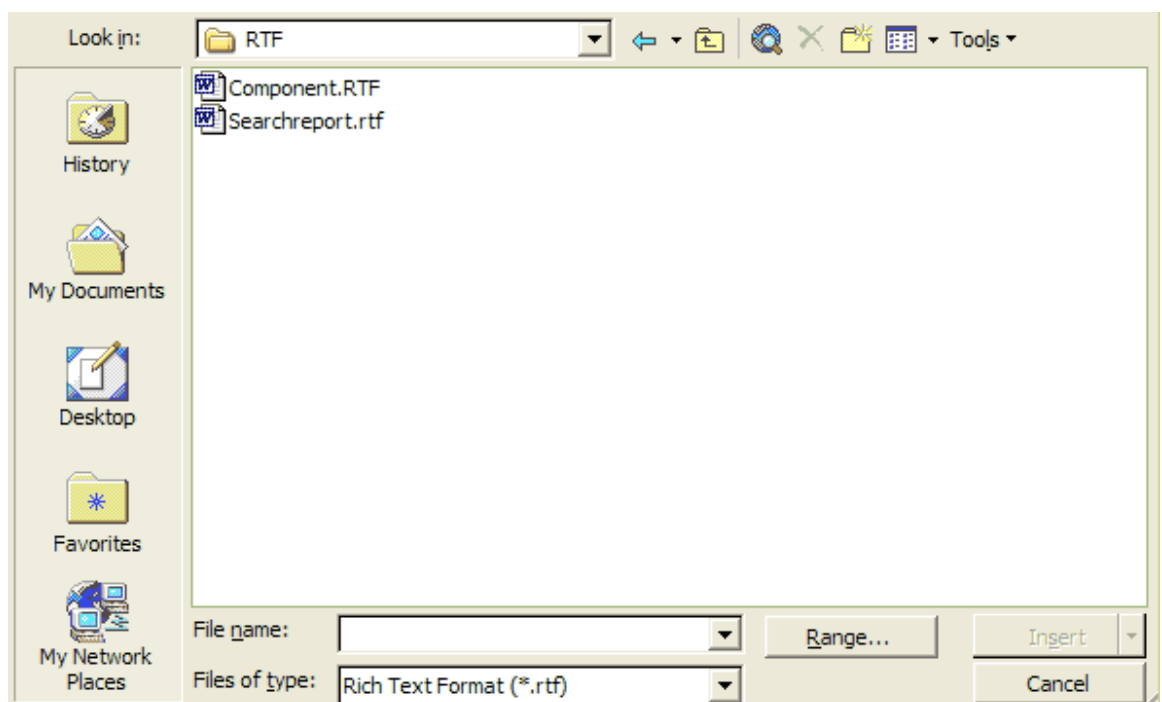 Look in: RTF Tools
Component.RTF
Searchreport.rtf
History
My Documents
Desktop
Favorites
My Network
Places
File name: Range... Insert
Files of type: Rich Text Format (*.rtf) Cancel